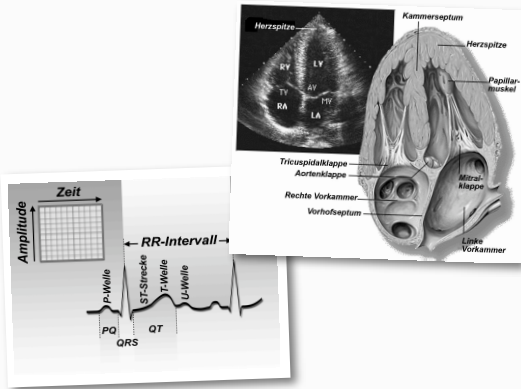 Kammerseptum
Herzspitze
Herzspitze
Papillar-
muskel
RV
LV
TV
AV
MV
RA
LA
Tricuspidalklappe
Aortenklappe
Mitral-
klappe
Rechte Vorkammer
Vorhofseptum
Linke
Vorkammer
Zeit
Amplitude
RR-Intervall
P-Welle
ST-Strecke
T-Welle
U-Welle
PQ
QRS
QT